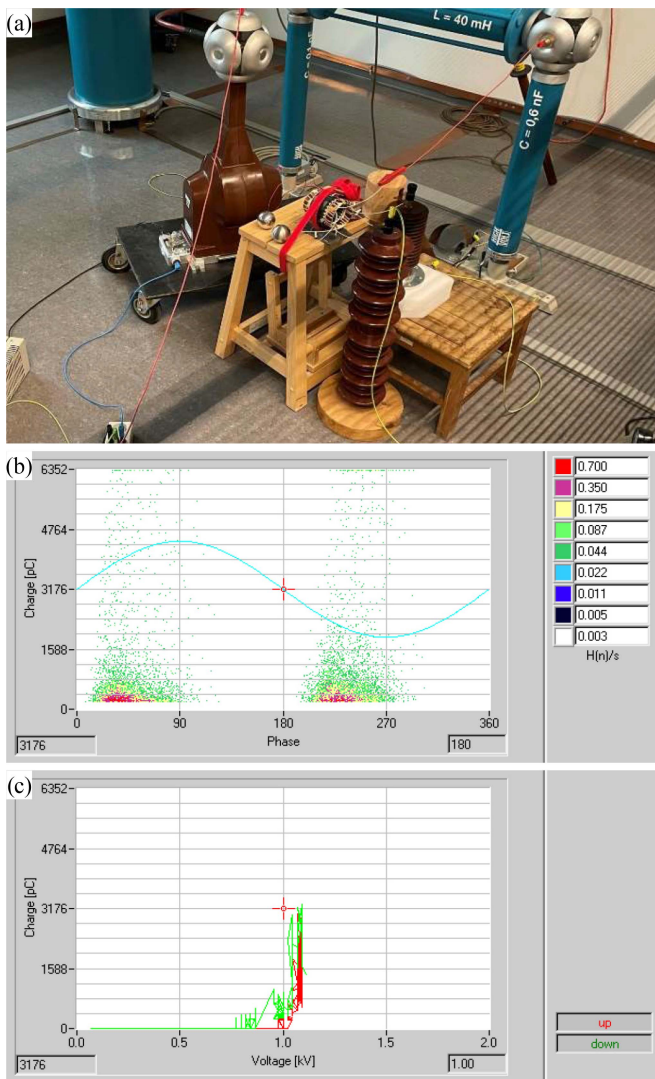 (a)
L = 40 mH
C = 0,6 nF
(b)
6352
4764
3176
1588
0
Charge [pC]
0 90 180 270 360
Phase
3176
180
0.700
0.350
0.175
0.087
0.044
0.022
0.011
0.005
0.003
H(n)/s
(c)
6352
4764
3176
1588
0
Charge [pC]
0.0 0.5 1.0 1.5 2.0
Voltage [kV]
3176
1.00
up
down